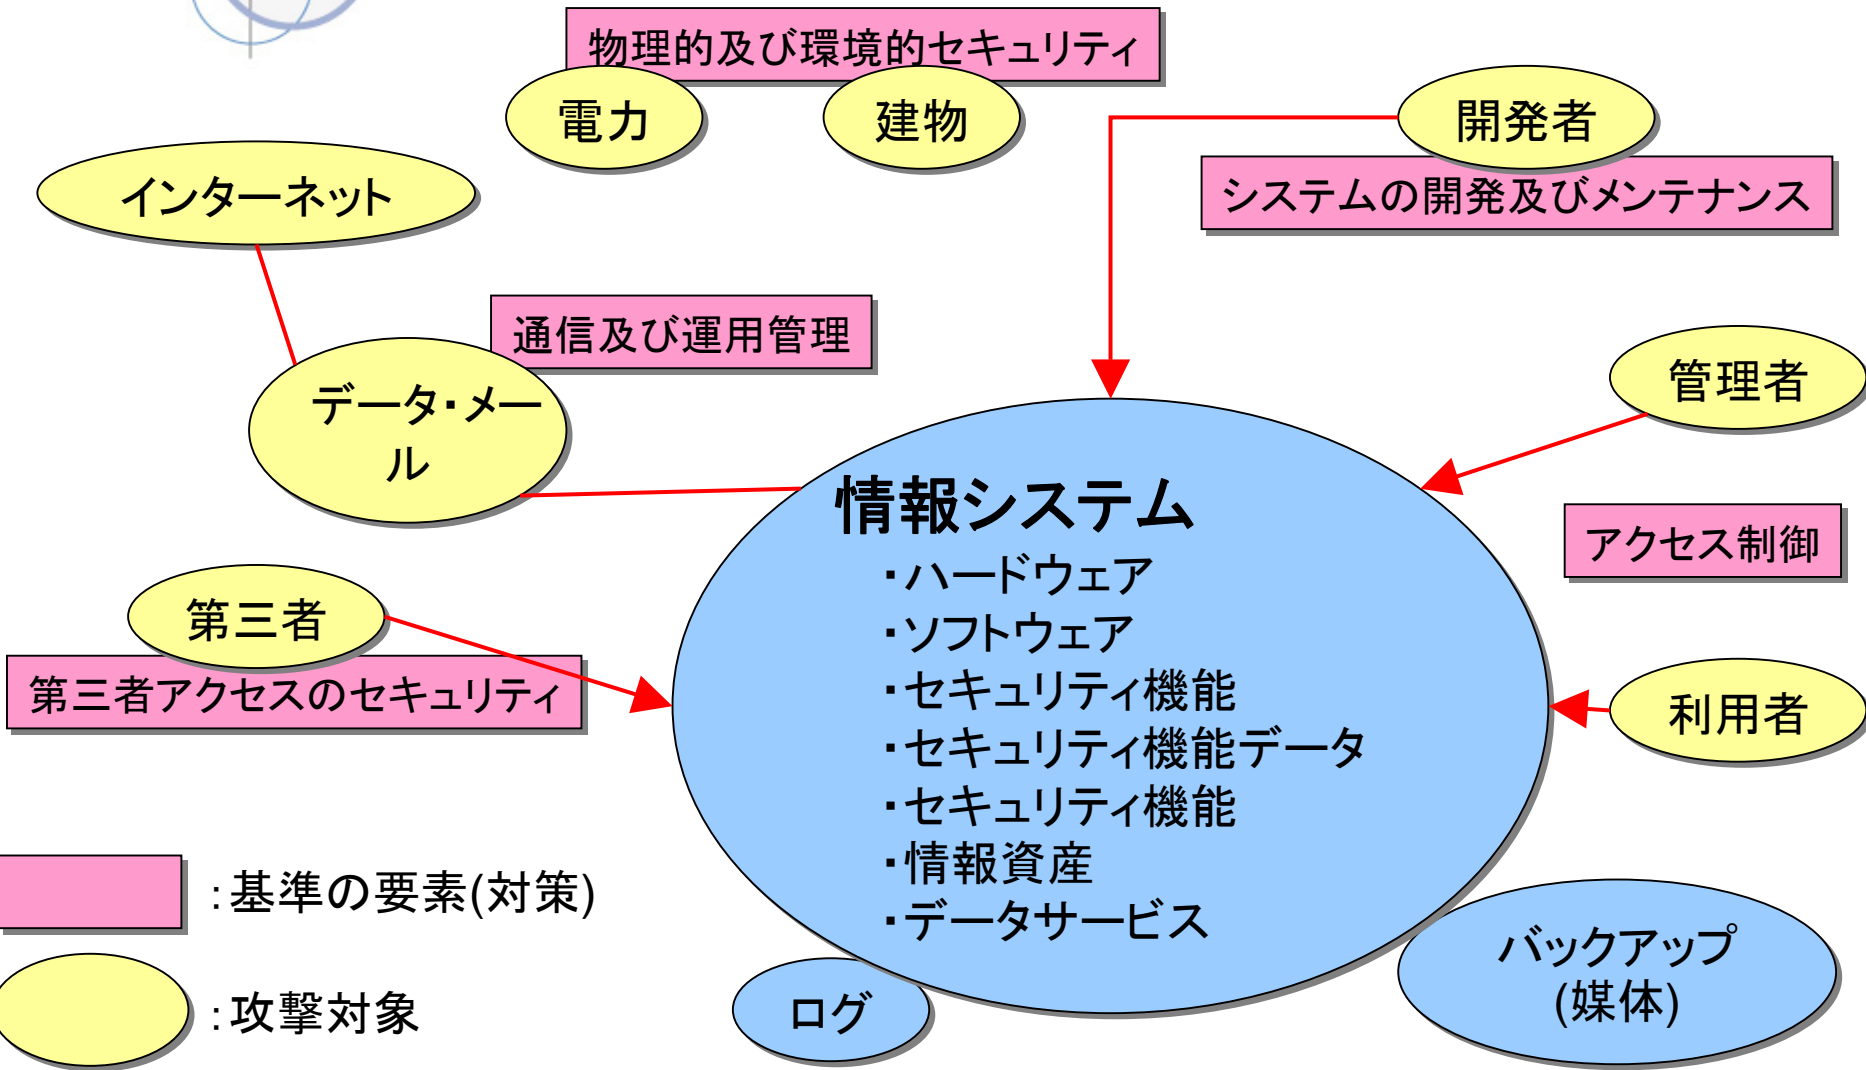 物理的及び環境的セキュリティ
電力
建物
開発者
システムの開発及びメンテナンス
インターネット
通信及び運用管理
データ・メー
ル
管理者
情報システム
・ハードウェア
・ソフトウェア
・セキュリティ機能
・セキュリティ機能データ
・セキュリティ機能
・情報資産
・データサービス
アクセス制御
第三者
第三者アクセスのセキュリティ
利用者
:基準の要素(対策)
:攻撃対象
ログ
バックアップ
(媒体)